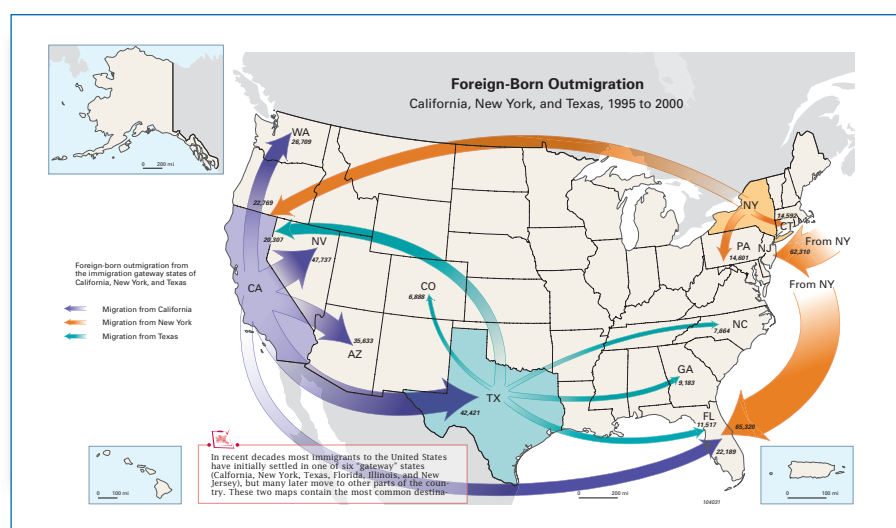 Foreign-Born Outmigration
California, New York, and Texas, 1995 to 2000
0 200 mi
WA
26,709
22,769
20,307
NV
47,737
CA
CO
6,888
35,633
AZ
TX
42,421
NY
14,592
CT
PA
14,601
NJ
From NY
62,310
From NY
NC
7,664
GA
9,183
FL
11,517
65,320
22,189
Foreign-born outmigration from
the immigration gateway states of
California, New York, and Texas
Migration from California
Migration from New York
Migration from Texas
In recent decades most immigrants to the United States
have initially settled in one of six "gateway" states
(California, New York, Texas, Florida, Illinois, and New
Jersey), but many later move to other parts of the coun-
try. These two maps contain the most common destina-
0 100 mi
0 200 mi
104031
0 100 mi